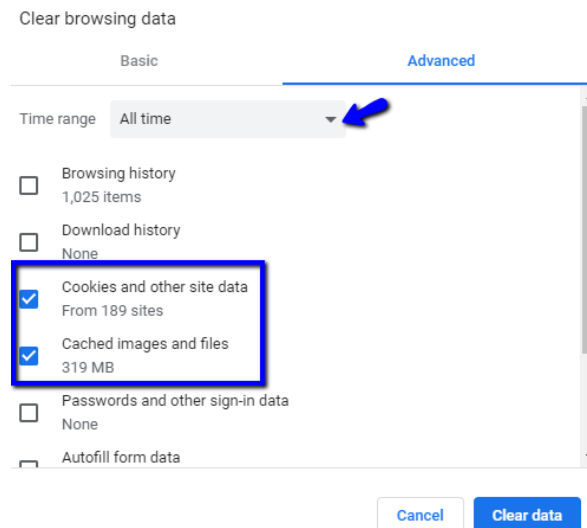 Clear browsing data
Basic
Advanced
Time range
All time
Browsing history
1,025 items
Download history
None
Cookies and other site data
From 189 sites
Cached images and files
319 MB
Passwords and other sign-in data
None
Autofill form data
Cancel
Clear data